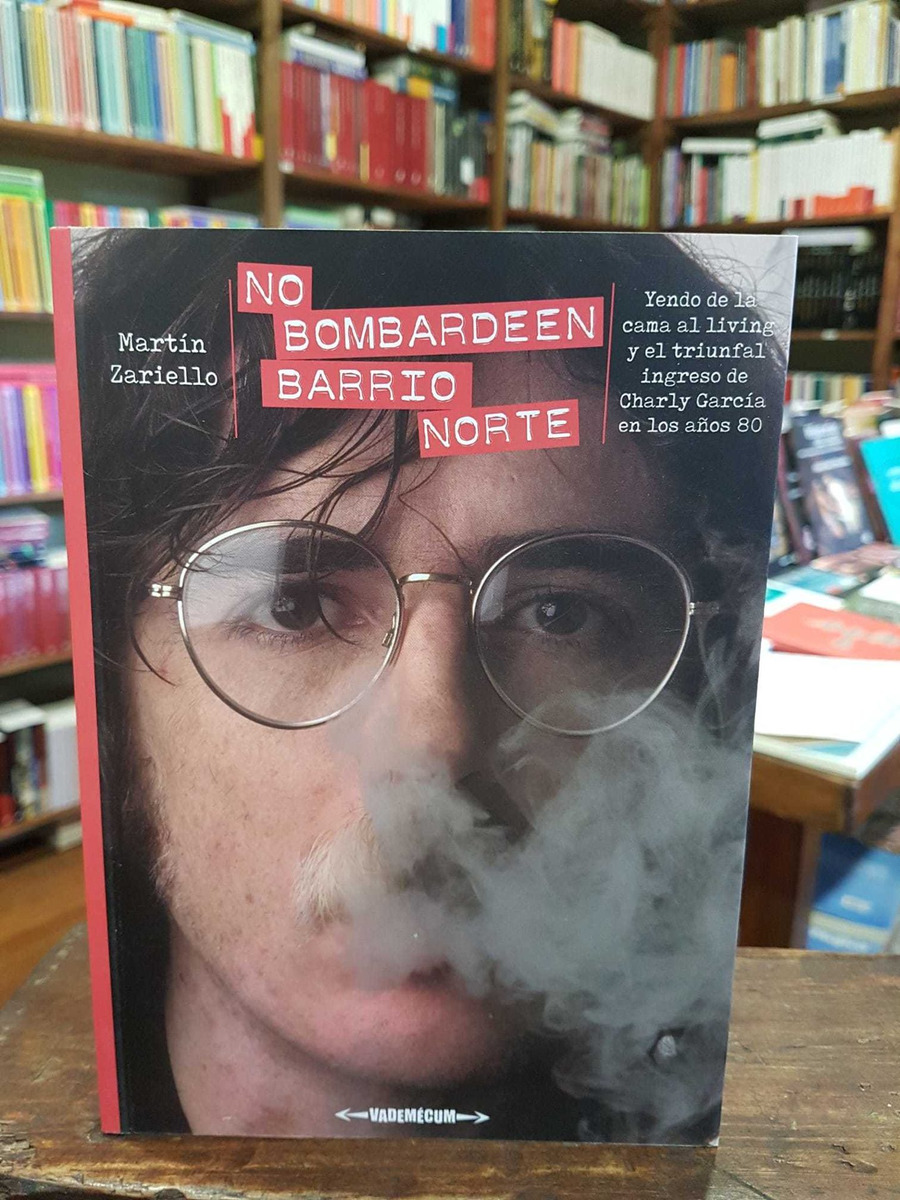 Martín
Zariello
NO
BOMBARDEEN
BARRIO
NORTE
Yendo de la
cama al living
y el triunfal
ingreso de
Charly García
en los años 80
VADEMÉCUM